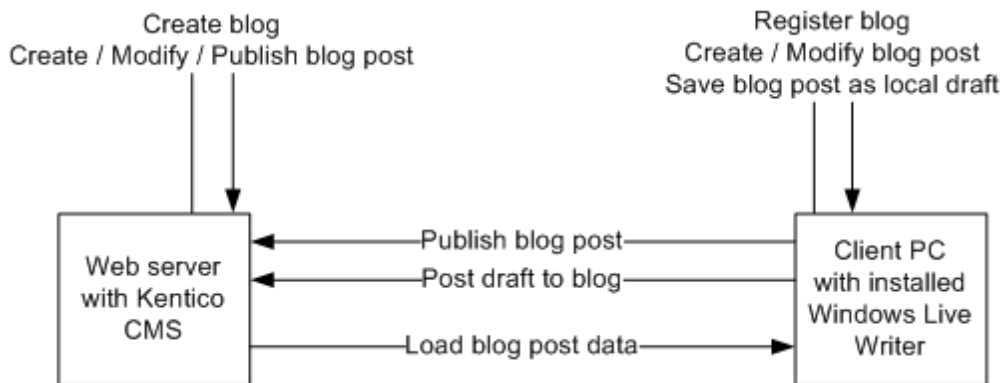 Create blog
Create / Modify / Publish blog post
Register blog
Create / Modify blog post
Save blog post as local draft
Web server
with Kentico
CMS
Publish blog post
Post draft to blog
Load blog post data
Client PC
with installed
Windows Live
Writer